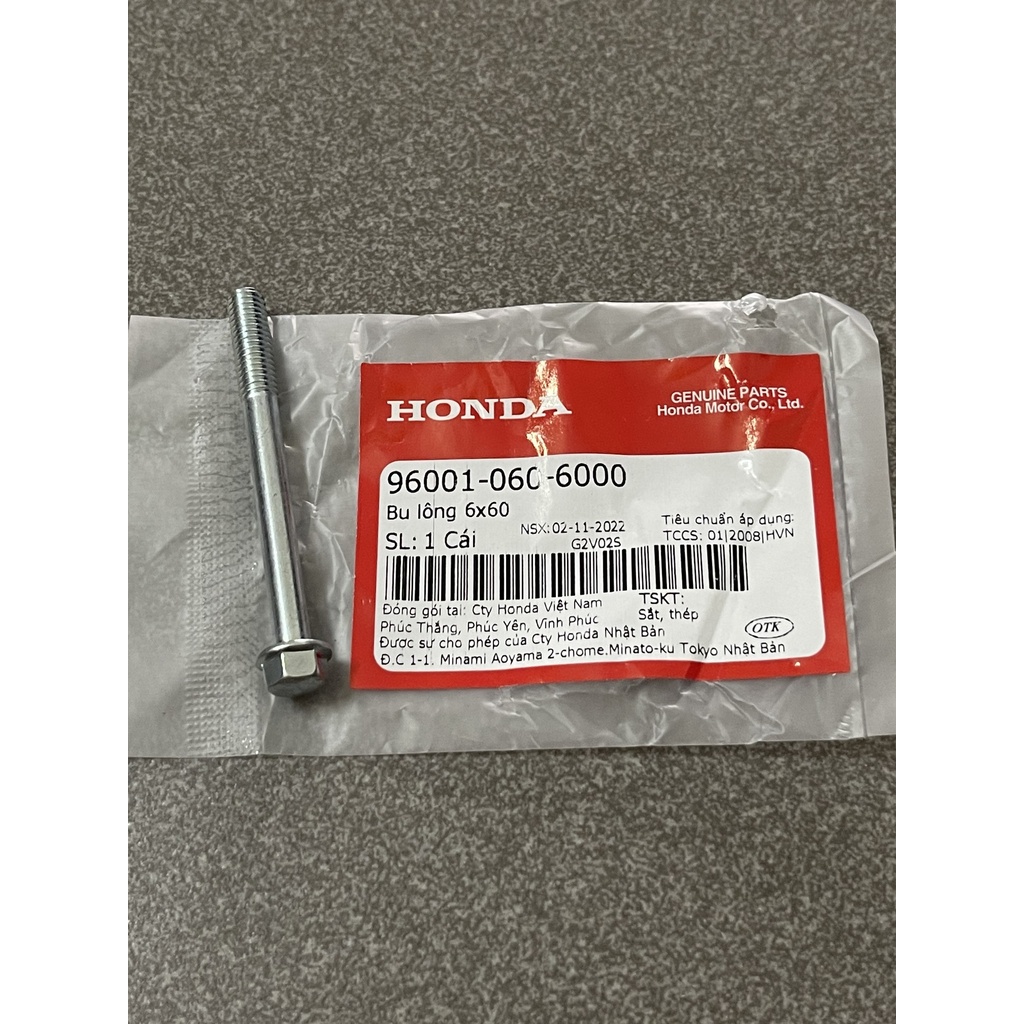 HONDA
GENUINE PARTS
Honda Motor Co., Ltd.
96001-060-6000
Bu lông 6x60
SL: 1 Cái
NSX: 02-11-2022
G2V02S
Tiêu chuẩn áp dụng:
TCCS: 01|2008|HVN
Đóng gói tại: Cty Honda Việt Nam
Phúc Thắng, Phúc Yên, Vĩnh Phúc
TSKT:
Sắt, thép
Được sự cho phép của Cty Honda Nhật Bản
Đ.C 1-1. Minami Aoyama 2-chome.Minato-ku Tokyo Nhật Bản
OTK